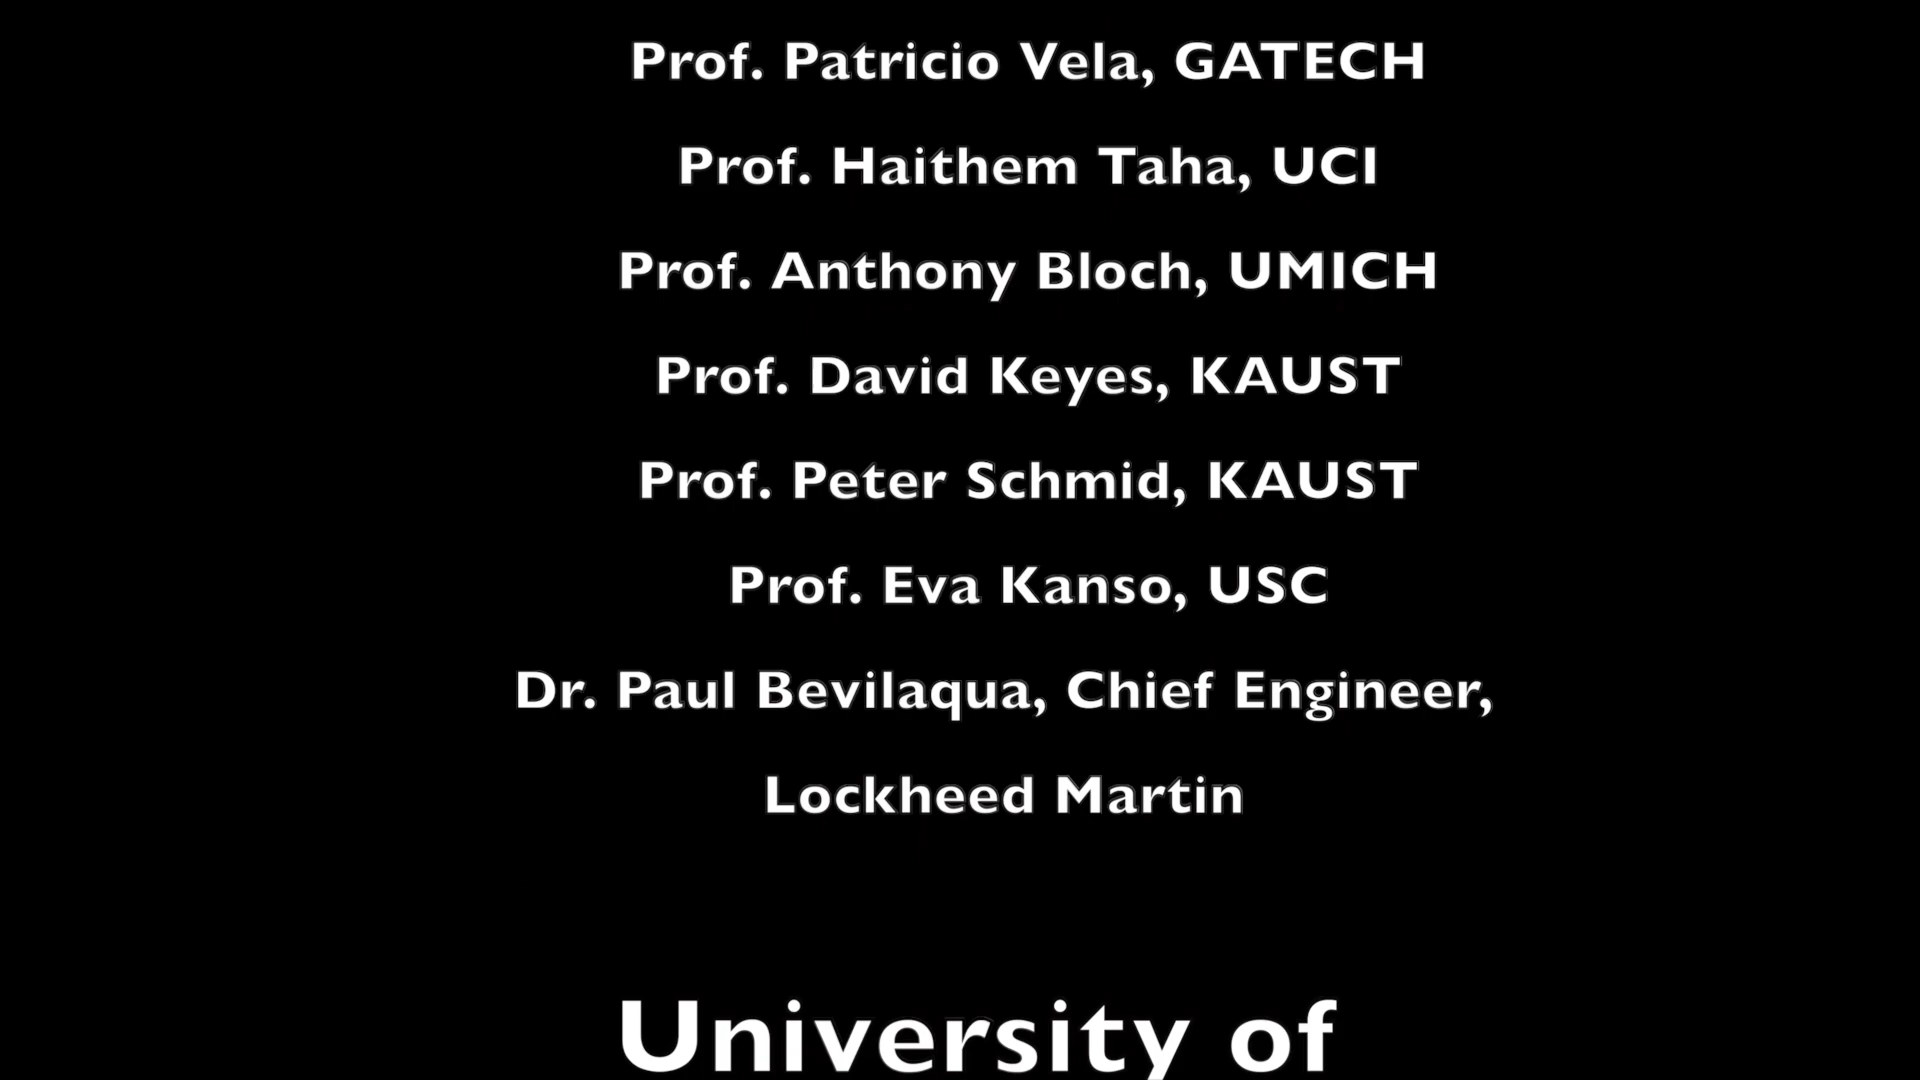 Prof. Patricio Vela, GATECH
Prof. Haithem Taha, UCI
Prof. Anthony Bloch, UMICH
Prof. David Keyes, KAUST
Prof. Peter Schmid, KAUST
Prof. Eva Kanso, USC
Dr. Paul Bevilaqua, Chief Engineer,
Lockheed Martin
University of